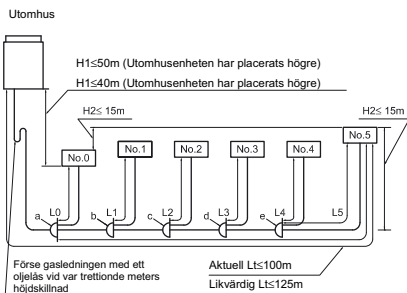 Utomhus
H1≤50m (Utomhusenheten har placerats högre)
H1≤40m (Utomhusenheten har placerats högre)
H2≤ 15m
H2≤ 15m
No.0
No.1
No.2
No.3
No.4
No.5
a
L0
b
L1
c
L2
d
L3
e
L4
L5
Förse gasledningen med ett
oljelås vid var trettionde meters
höjdskillnad
Aktuell Lt≤100m
Likvärdig Lt≤125m